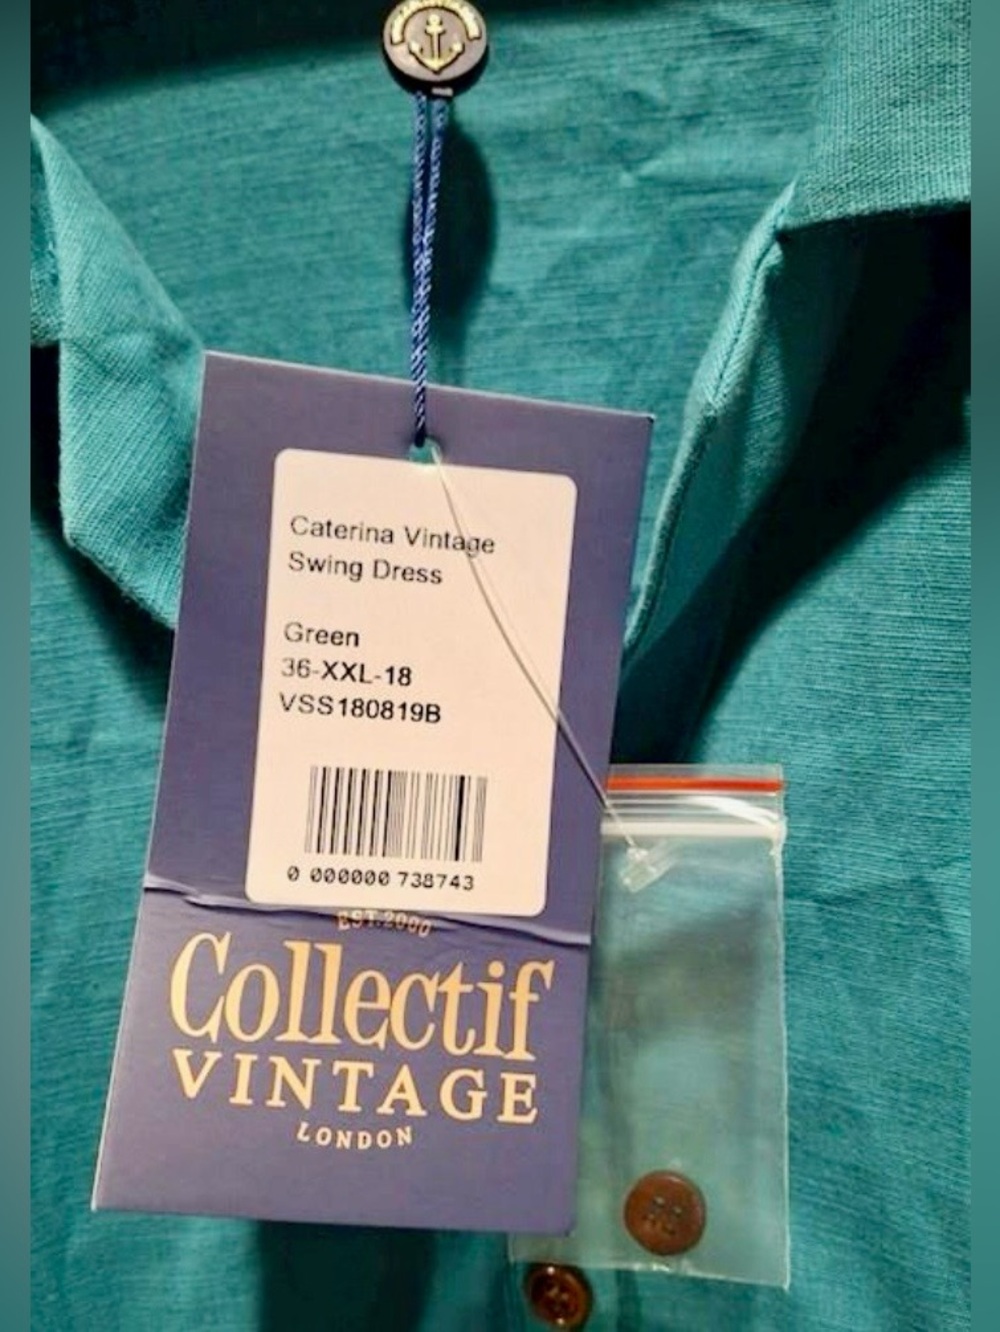 Caterina Vintage
Swing Dress
Green
36-XXL-18
VSS180819B
0 000000 738743
EST. 2000
Collectif
VINTAGE
LONDON